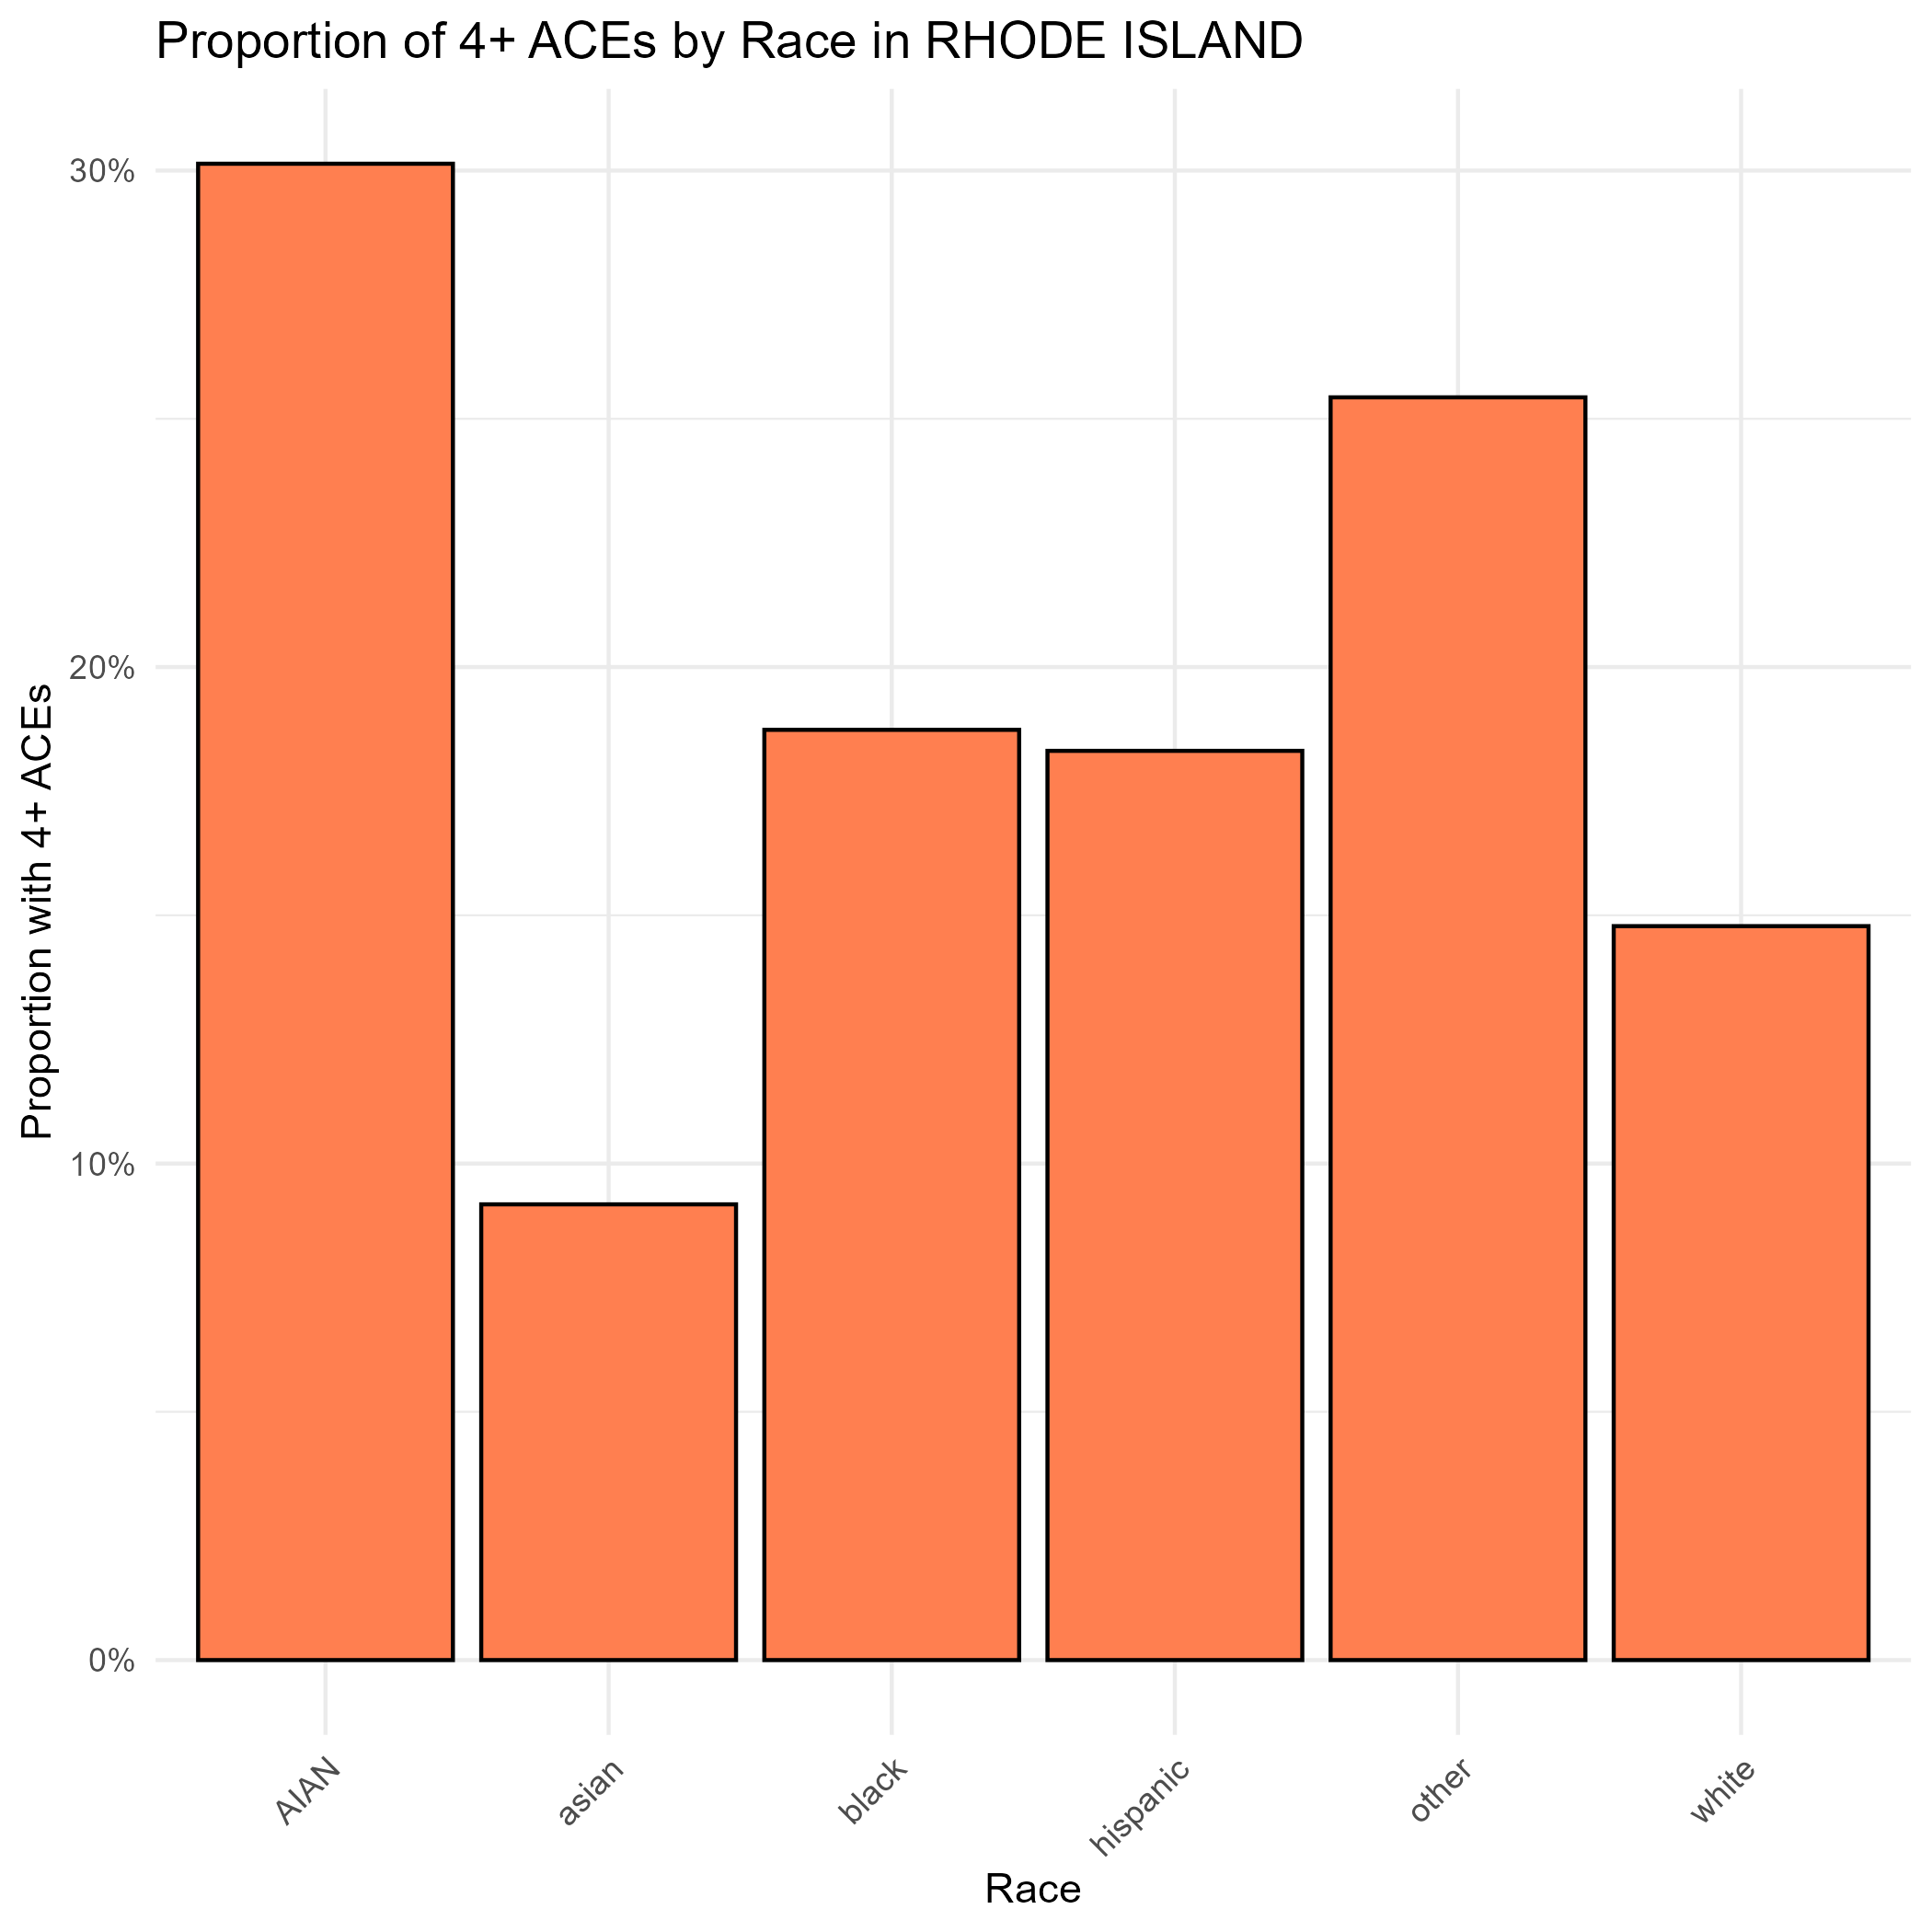 Proportion of 4+ ACEs by Race in RHODE ISLAND
Proportion with 4+ ACEs
30%
20%
10%
0%
AIAN
asian
black
hispanic
other
white
Race